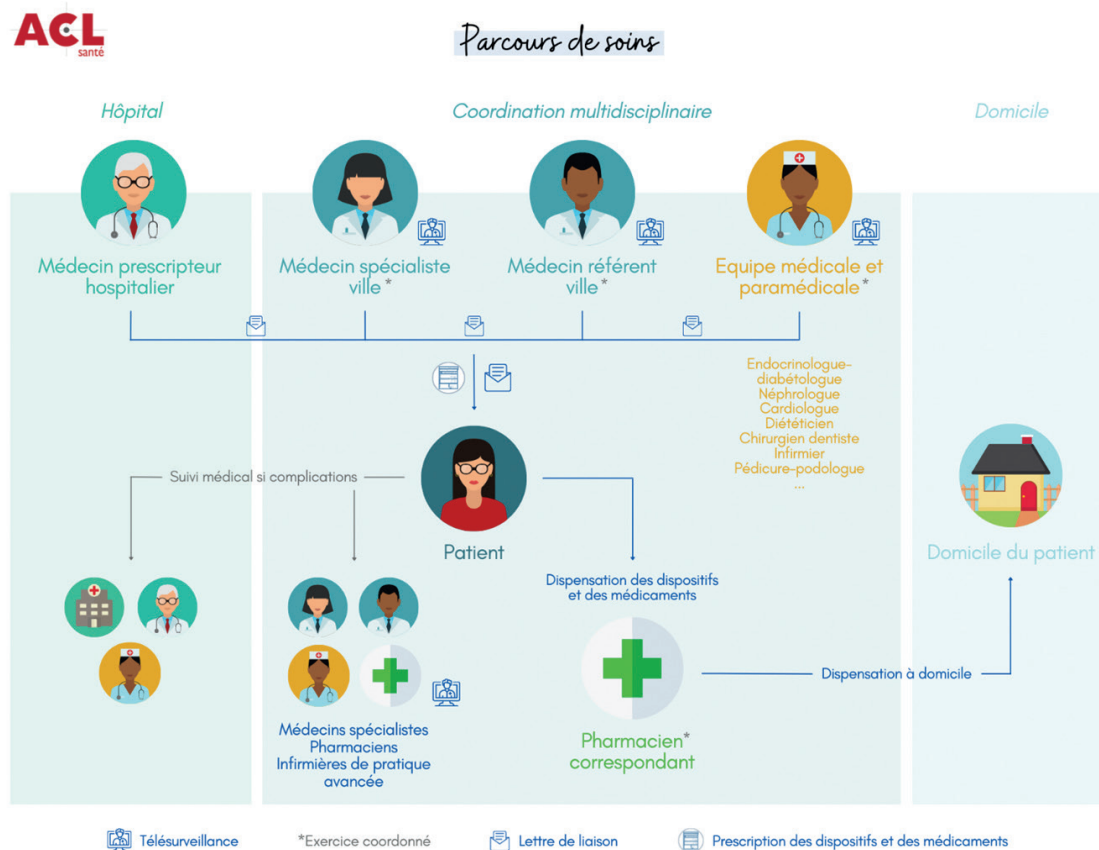 ACL
santé
Parcours de soins
Hôpital
Coordination multidisciplinaire
Domicile
Médecin prescripteur
hospitalier
Médecin spécialiste
ville*
Médecin référent
ville*
Equipe médicale et
paramédicale*
Endocrinologue-
diabétologue
Néphrologue
Cardiologue
Diététicien
Chirurgien dentiste
Infirmier
Pédicure-podologue
...
Suivi médical si complications
Patient
Domicile du patient
Dispensation des dispositifs
et des médicaments
Dispensation à domicile
Médecins spécialistes
Pharmaciens
Infirmières de pratique
avancée
Pharmacien*
correspondant
Télésurveillance
*Exercice coordonné
Lettre de liaison
Prescription des dispositifs et des médicaments